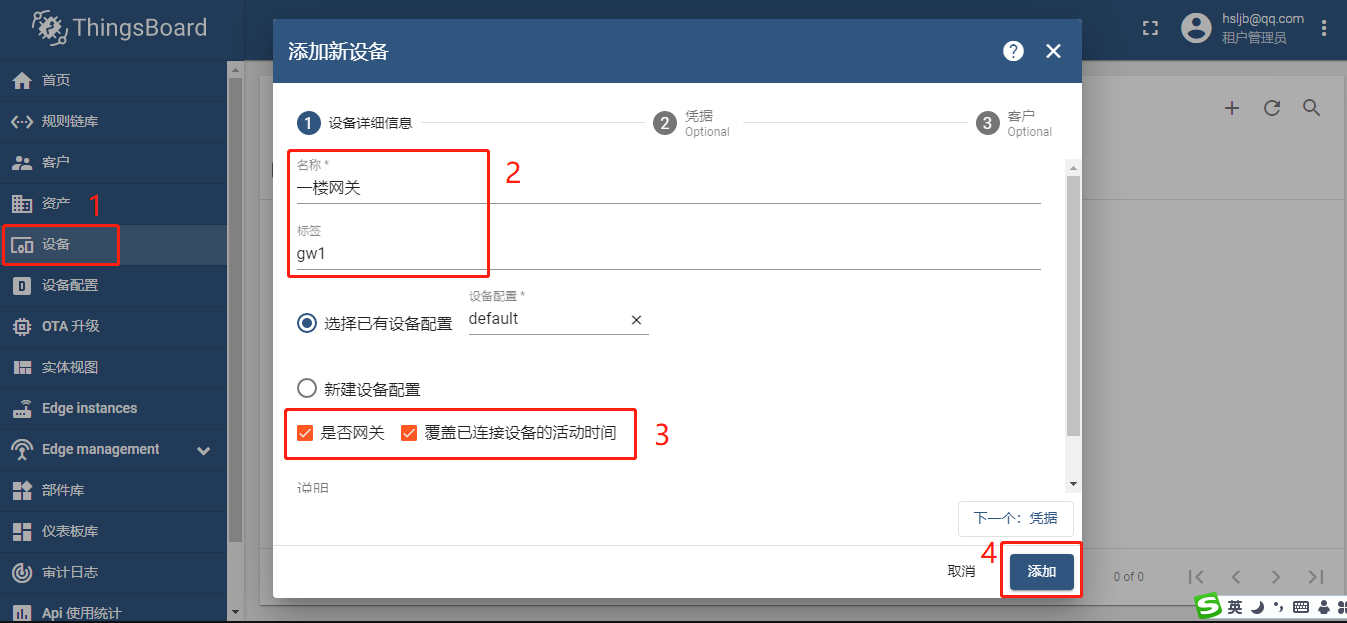 ThingsBoard
hsljb@qq.com
租户管理员
首页
规则链库
客户
资产
1
设备
设备配置
OTA 升级
实体视图
Edge instances
Edge management
部件库
仪表板库
审计日志
Api 使用统计
添加新设备
?
1 设备详细信息
2 凭据
Optional
3 客户
Optional
名称 *
一楼网关
2
标签
gw1
设备配置 *
选择已有设备配置 default
新建设备配置
是否网关 覆盖已连接设备的活动时间 3
说明
下一个：凭据
4
取消 添加
0 of 0
S 英